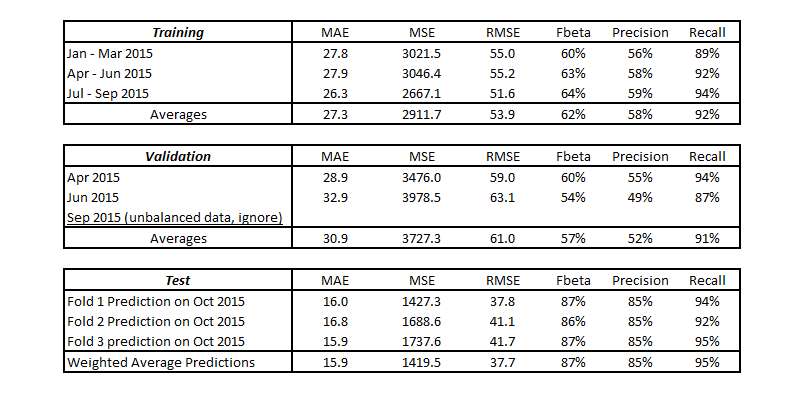 Training MAE MSE RMSE Fbeta Precision Recall
Jan - Mar 2015 27.8 3021.5 55.0 60% 56% 89%
Apr - Jun 2015 27.9 3046.4 55.2 63% 58% 92%
Jul - Sep 2015 26.3 2667.1 51.6 64% 59% 94%
Averages 27.3 2911.7 53.9 62% 58% 92%
Validation MAE MSE RMSE Fbeta Precision Recall
Apr 2015 28.9 3476.0 59.0 60% 55% 94%
Jun 2015 32.9 3978.5 63.1 54% 49% 87%
Sep 2015 (unbalanced data, ignore)
Averages 30.9 3727.3 61.0 57% 52% 91%
Test MAE MSE RMSE Fbeta Precision Recall
Fold 1 Prediction on Oct 2015 16.0 1427.3 37.8 87% 85% 94%
Fold 2 Prediction on Oct 2015 16.8 1688.6 41.1 86% 85% 92%
Fold 3 prediction on Oct 2015 15.9 1737.6 41.7 87% 85% 95%
Weighted Average Predictions 15.9 1419.5 37.7 87% 85% 95%